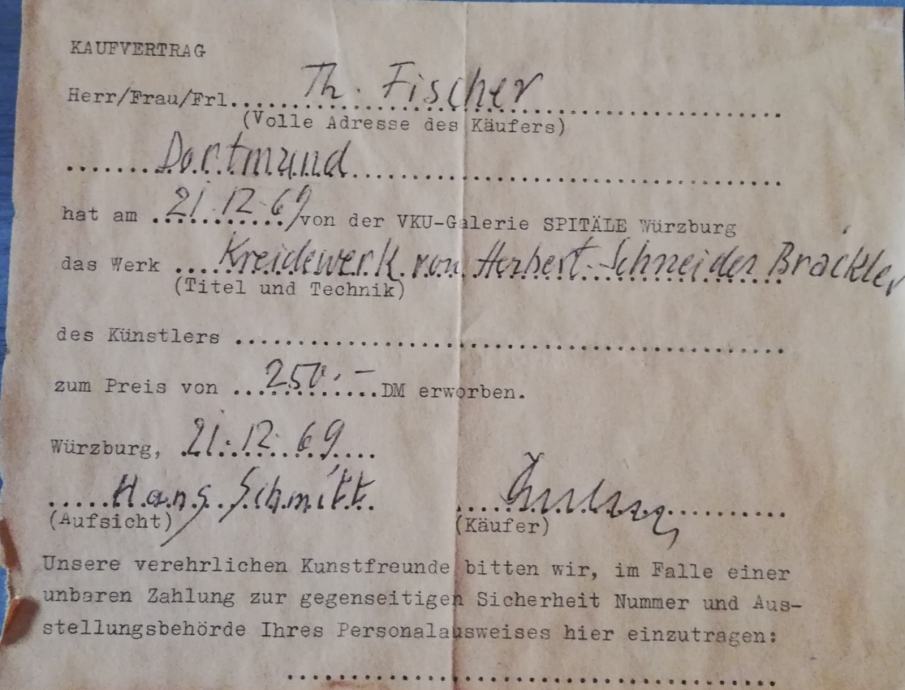 KAUFVERTRAG
Herr/Frau/Frl.....Th. Fischer.....
(Volle Adresse des Käufers)
.......Dortmund.....
hat am ..21.12.69 von der VKU-Galerie SPITÄLE Würzburg
das Werk ....Kreidewerk von Herbert Schneider Bräckler
(Titel und Technik)
des Künstlers .....
zum Preis von ...250.-....DM erworben.
Würzburg, 21.12.69....
.....Hans Schmitt.
(Aufsicht) (Käufer)
Unsere verehrlichen Kunstfreunde bitten wir, im Falle einer
unbaren Zahlung zur gegenseitigen Sicherheit Nummer und Aus-
stellungsbehörde Ihres Personalausweises hier einzutragen: